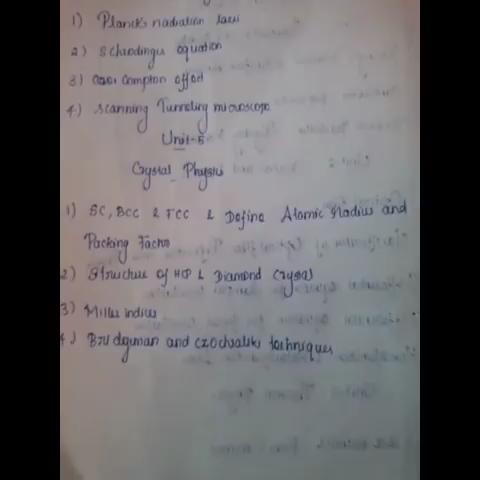 1) Planck's radiation law
2) Schrodinger equation
3) Compton effect
4) Scanning Tunneling microscope
Unit-5
Crystal Physics
1) SC, BCC & FCC & Define Atomic Radius and
Packing Factor
2) Structure of HCP & Diamond Crystal
3) Miller indices
4) Bridgman and czochralski techniques